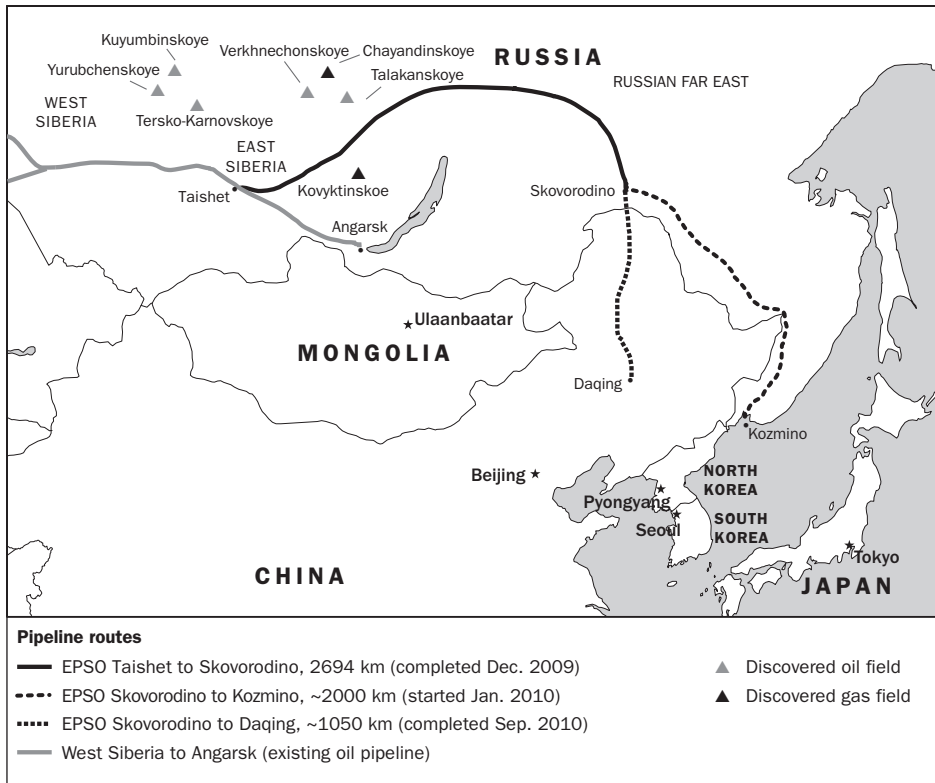 Kuyumbinskoye
Verkhnechonskoye
Chayandinskoye
RUSSIA
Yurubchenskoye
Talakanskoye
RUSSIAN FAR EAST
WEST
SIBERIA
Tersko-Karnovskoye
EAST
SIBERIA
Taishet
Kovyktinskoe
Skovorodino
Angarsk
Ulaanbaatar
MONGOLIA
Daqing
Kozmino
Beijing
NORTH
KOREA
Pyongyang
Seoul
SOUTH
KOREA
Tokyo
CHINA
JAPAN
Pipeline routes
EPSO Taishet to Skovorodino, 2694 km (completed Dec. 2009)
EPSO Skovorodino to Kozmino, ~2000 km (started Jan. 2010)
EPSO Skovorodino to Daqing, ~1050 km (completed Sep. 2010)
West Siberia to Angarsk (existing oil pipeline)
Discovered oil field
Discovered gas field